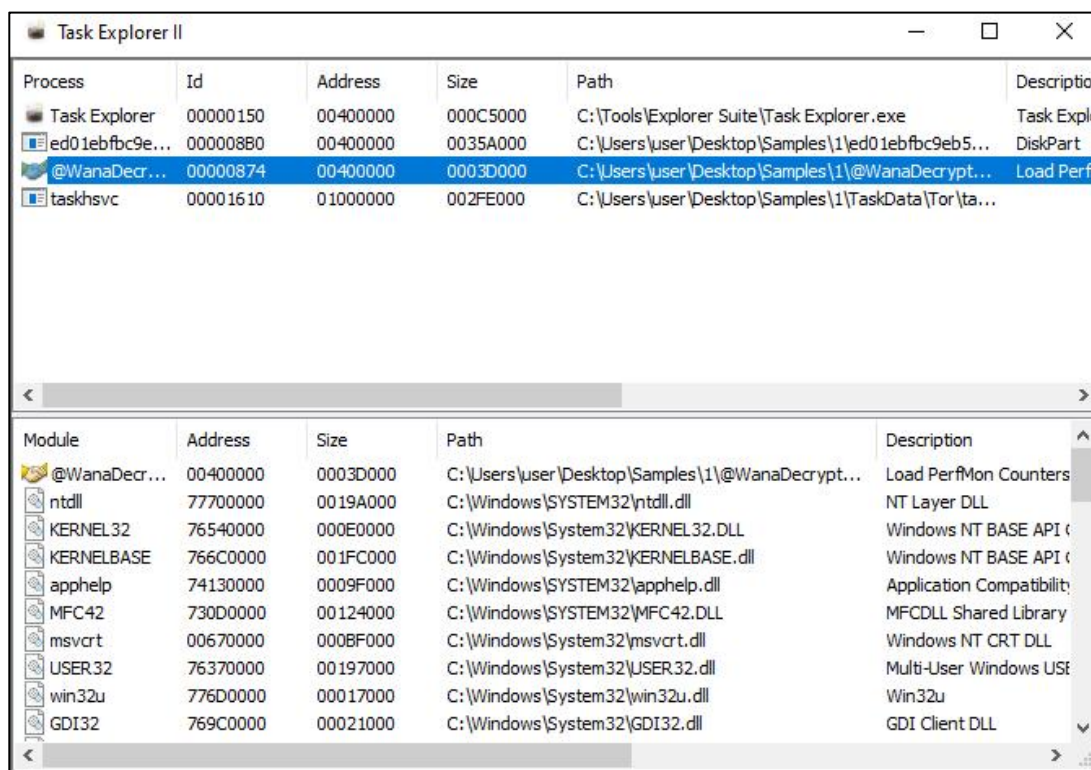 Task Explorer II
Process Id Address Size Path Descriptio
Task Explorer 00000150 00400000 000C5000 C:\Tools\Explorer Suite\Task Explorer.exe Task Expl
ed01ebfbc9e... 000008B0 00400000 0035A000 C:\Users\user\Desktop\Samples\1\ed01ebfbc9eb5... DiskPart
@WanaDecr... 00000874 00400000 0003D000 C:\Users\user\Desktop\Samples\1\@WanaDecrypt... Load Perf
taskhsvc 00001610 01000000 002FE000 C:\Users\user\Desktop\Samples\1\TaskData\Tor\ta...
Module Address Size Path Description
@WanaDecr... 00400000 0003D000 C:\Users\user\Desktop\Samples\1\@WanaDecrypt... Load PerfMon Counters
ntdll 77700000 0019A000 C:\Windows\SYSTEM32\ntdll.dll NT Layer DLL
KERNEL32 76540000 000E0000 C:\Windows\System32\KERNEL32.DLL Windows NT BASE API C
KERNELBASE 766C0000 001FC000 C:\Windows\System32\KERNELBASE.dll Windows NT BASE API C
apphelp 74130000 0009F000 C:\Windows\SYSTEM32\apphelp.dll Application Compatibility
MFC42 730D0000 00124000 C:\Windows\SYSTEM32\MFC42.DLL MFCDLL Shared Library
msvcrt 00670000 000BF000 C:\Windows\System32\msvcrt.dll Windows NT CRT DLL
USER32 76370000 00197000 C:\Windows\System32\USER32.dll Multi-User Windows USE
win32u 776D0000 00017000 C:\Windows\System32\win32u.dll Win32u
GDI32 769C0000 00021000 C:\Windows\System32\GDI32.dll GDI Client DLL